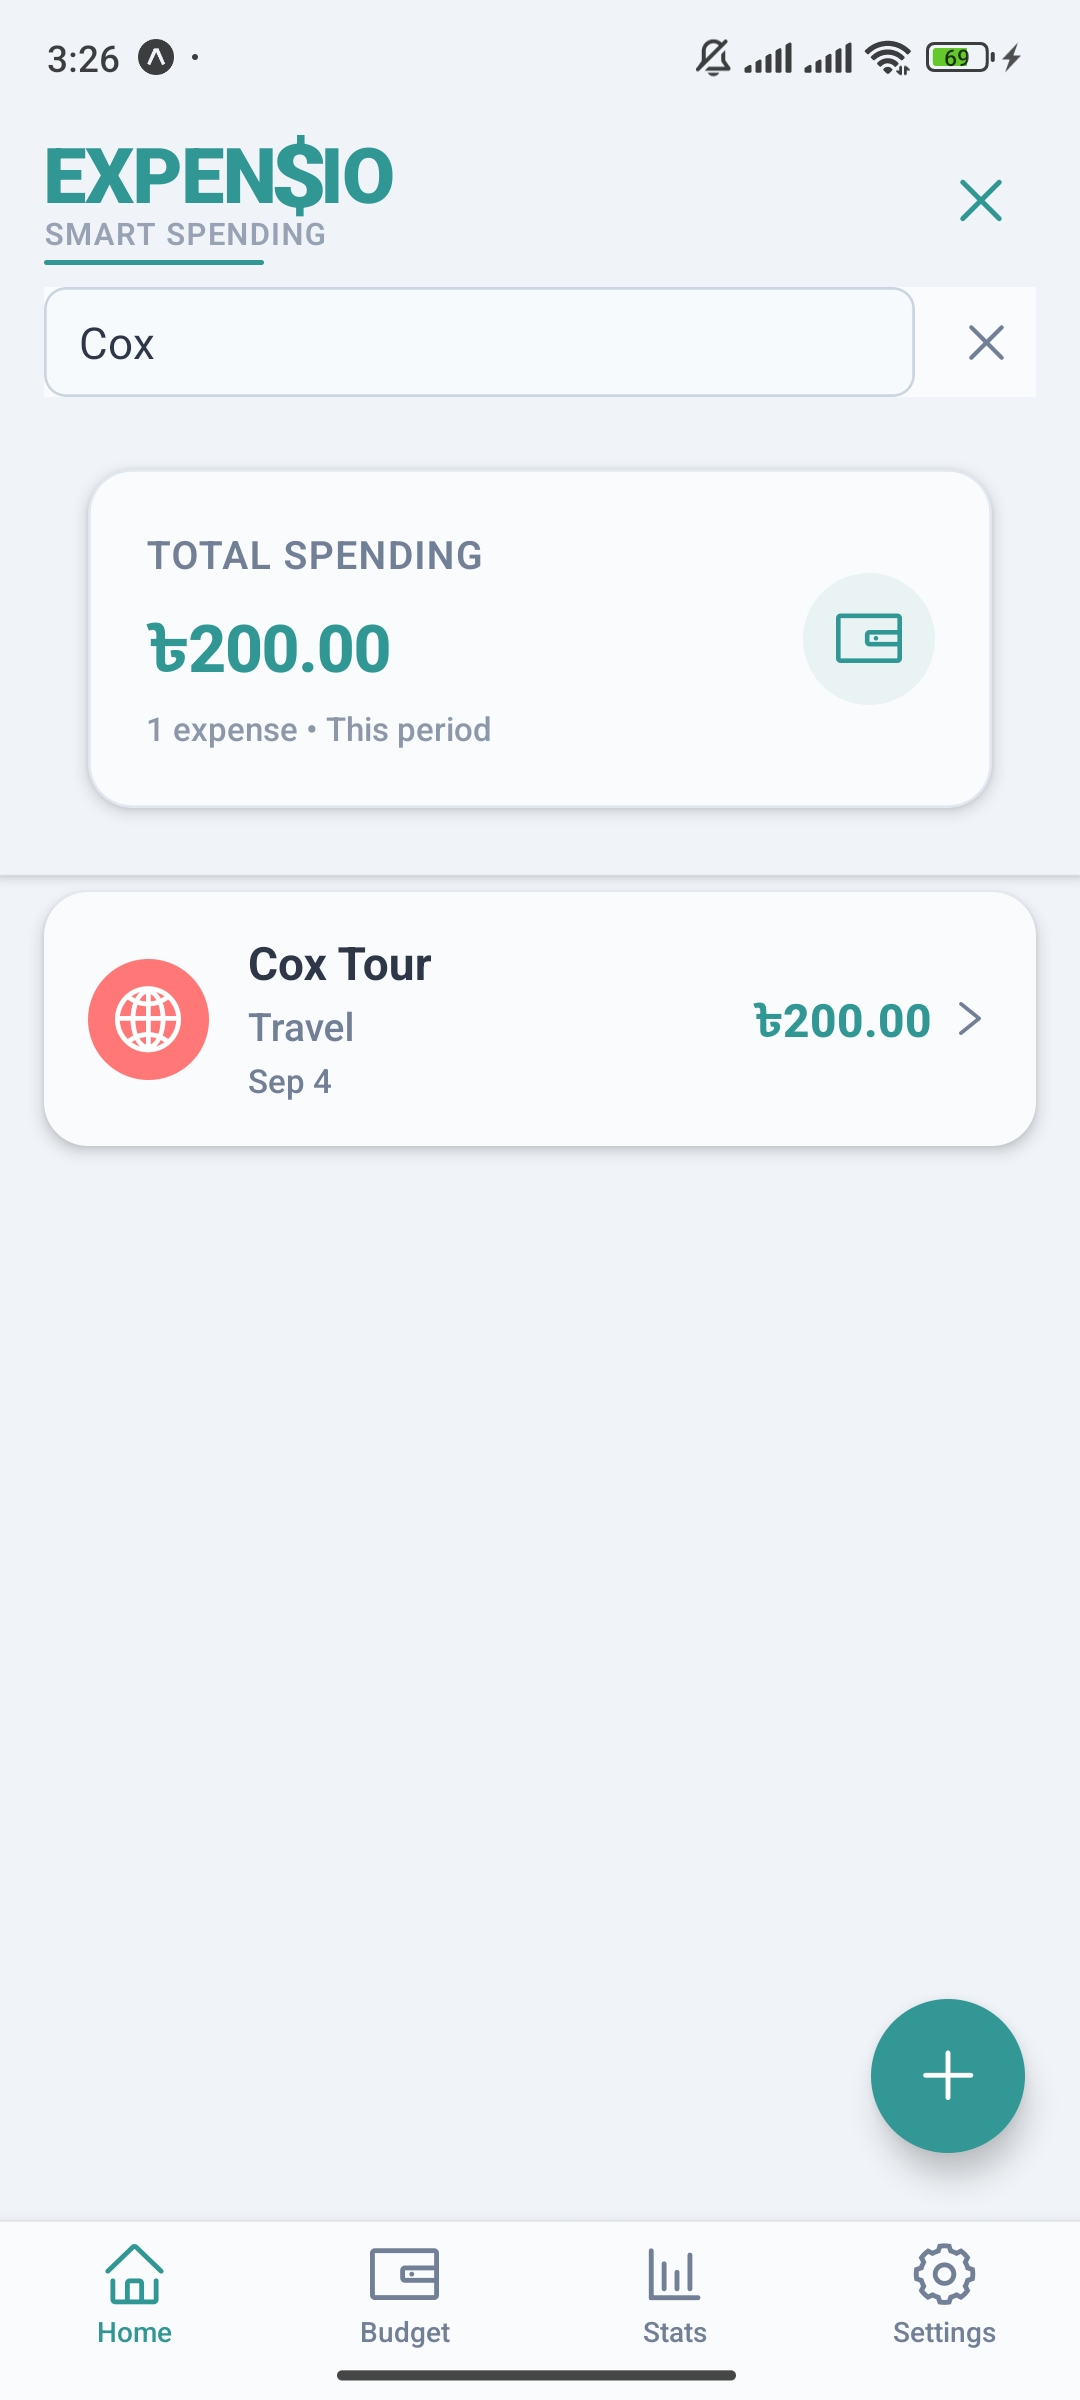 3:26
69
EXPEN$IO
SMART SPENDING
Cox
TOTAL SPENDING
৳200.00
1 expense • This period
Cox Tour
Travel
Sep 4
৳200.00
Home
Budget
Stats
Settings